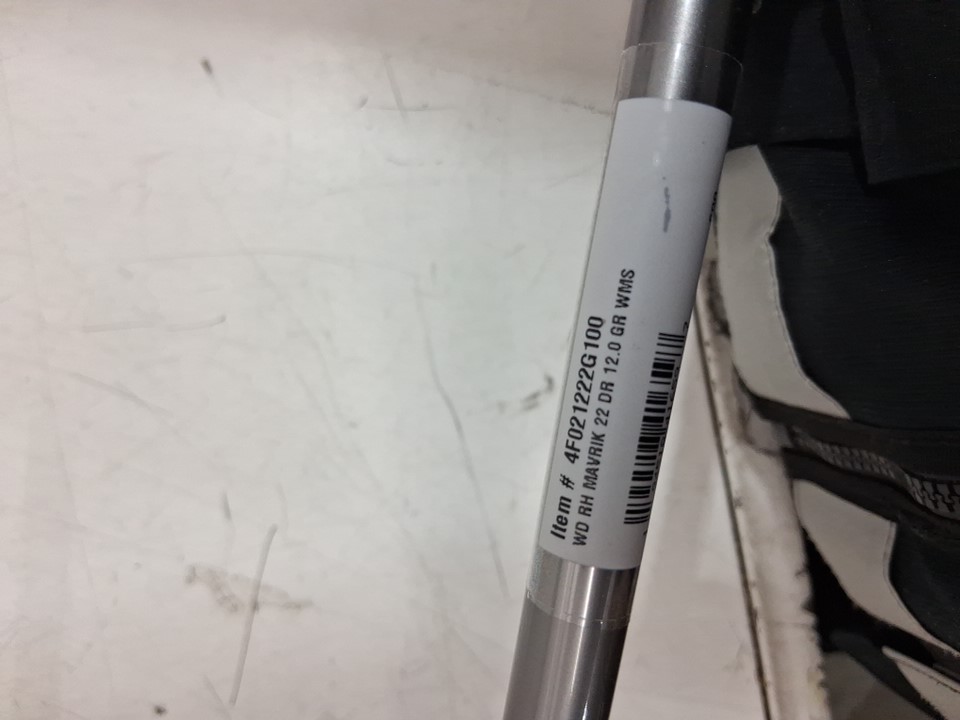 Item # 4F021222G100
WD RH MAVRIK 22 DR 12.0 GR WMS